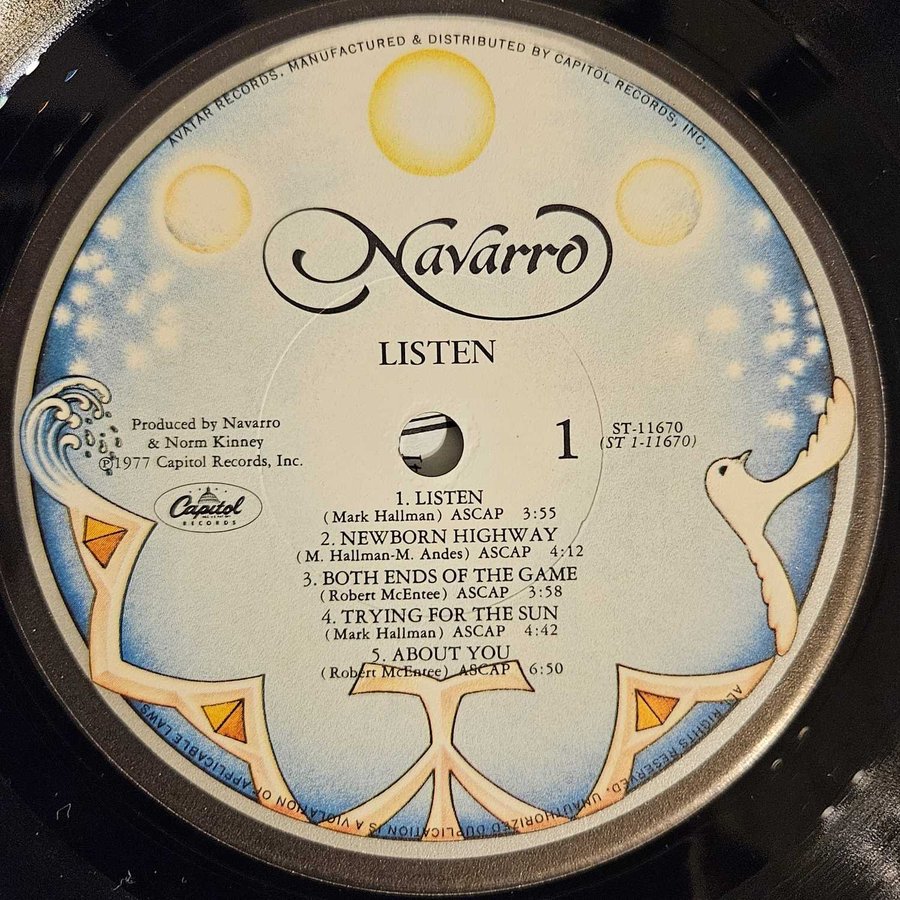 AVATAR RECORDS, MANUFACTURED & DISTRIBUTED BY CAPITOL RECORDS, INC.
Navarro
LISTEN
Produced by Navarro
& Norm Kinney
℗1977 Capitol Records, Inc.
Capitol
RECORDS
1
ST-11670
(ST 1-11670)
1. LISTEN
(Mark Hallman) ASCAP 3:55
2. NEWBORN HIGHWAY
(M. Hallman-M. Andes) ASCAP 4:12
3. BOTH ENDS OF THE GAME
(Robert McEntee) ASCAP 3:58
4. TRYING FOR THE SUN
(Mark Hallman) ASCAP 4:42
5. ABOUT YOU
(Robert McEntee) ASCAP 6:50
ALL RIGHTS RESERVED. UNAUTHORIZED DUPLICATION IS A VIOLATION OF APPLICABLE LAWS